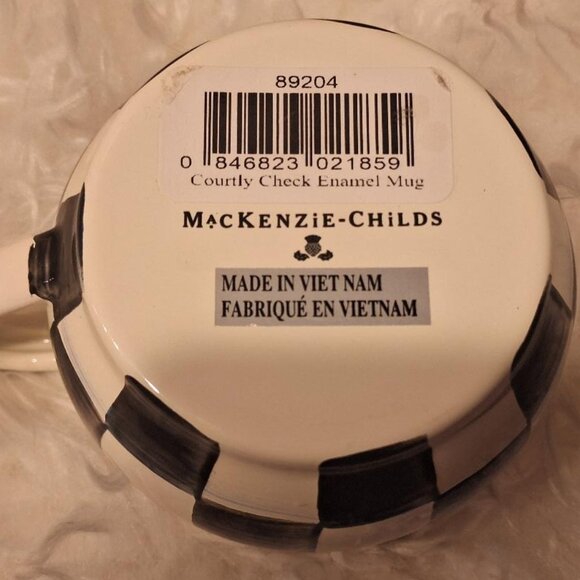 89204
0 846823 021859
Courtly Check Enamel Mug
MACKENZiE-CHiLDS
MADE IN VIET NAM
FABRIQUÉ EN VIETNAM